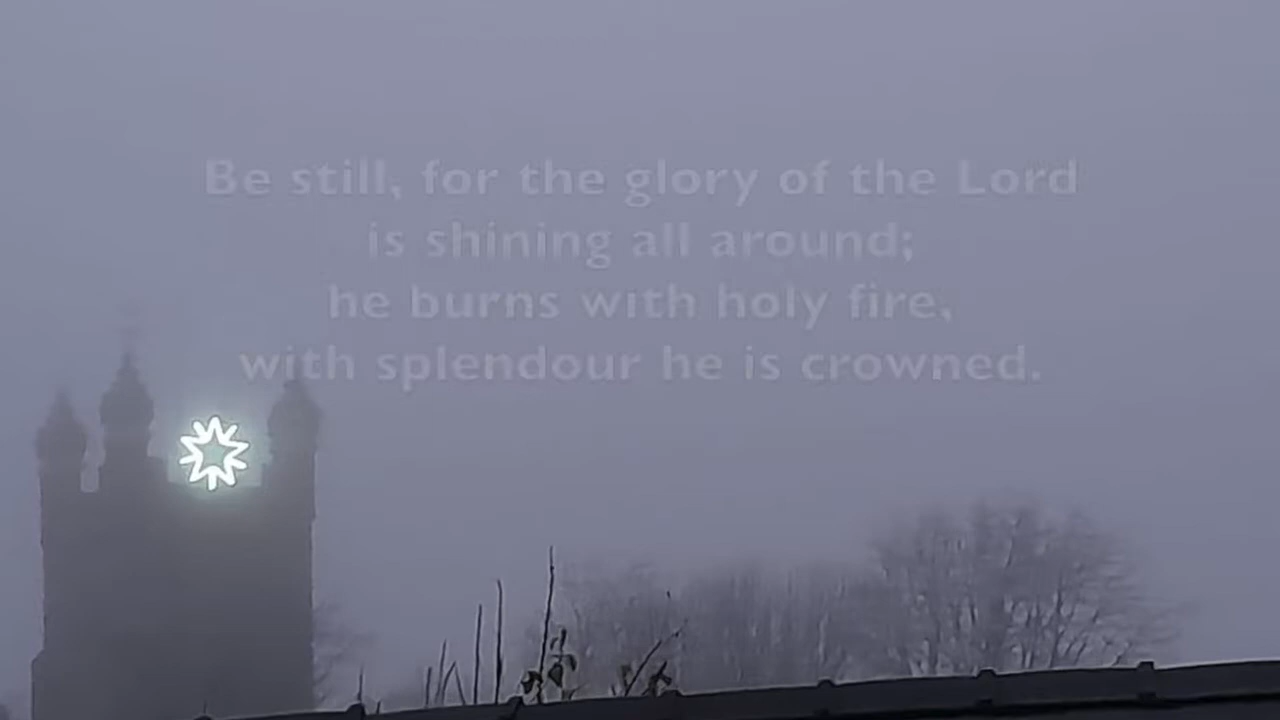 Be still, for the glory of the Lord
is shining all around;
he burns with holy fire,
with splendour he is crowned.